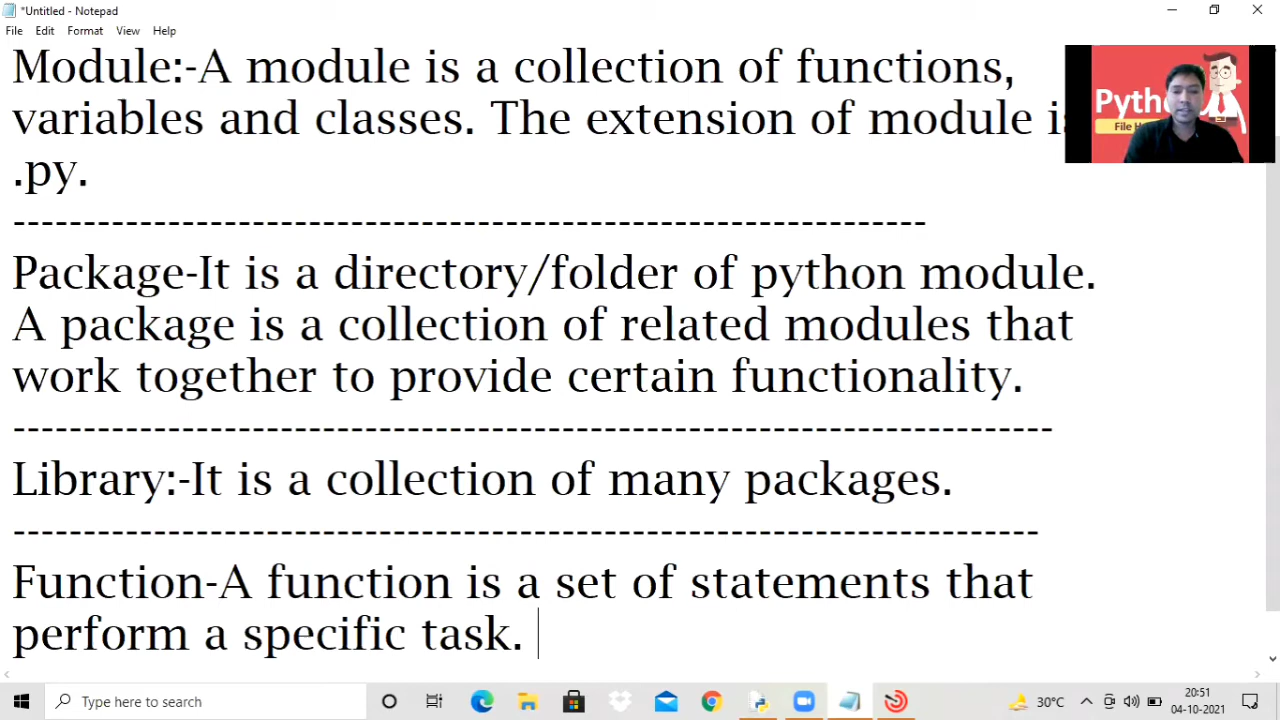 *Untitled - Notepad
File Edit Format View Help
Module:-A module is a collection of functions,
variables and classes. The extension of module is
.py.
-----------------------------------------------------------------
Package-It is a directory/folder of python module.
A package is a collection of related modules that
work together to provide certain functionality.
--------------------------------------------------------------------------
Library:-It is a collection of many packages.
-------------------------------------------------------------------------
Function-A function is a set of statements that
perform a specific task.
Type here to search
30°C
20:51
04-10-2021